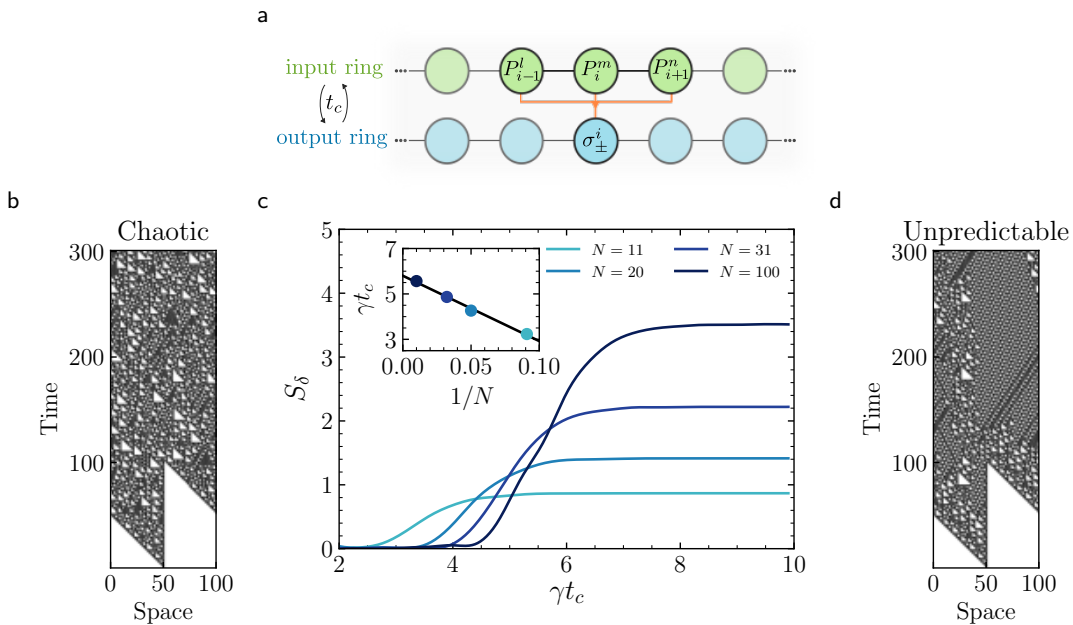 a
input ring
t_c
output ring
P^l_{i-1}
P^m_i
P^n_{i+1}
σ^i_±
b
Chaotic
300
200
100
Time
0 50 100
Space
c
5
4
3
2
1
0
S_δ
2 4 6 8 10
γt_c
N = 11
N = 20
N = 31
N = 100
7
5
3
γt_c
0.00 0.05 0.10
1/N
d
Unpredictable
300
200
100
Time
0 50 100
Space